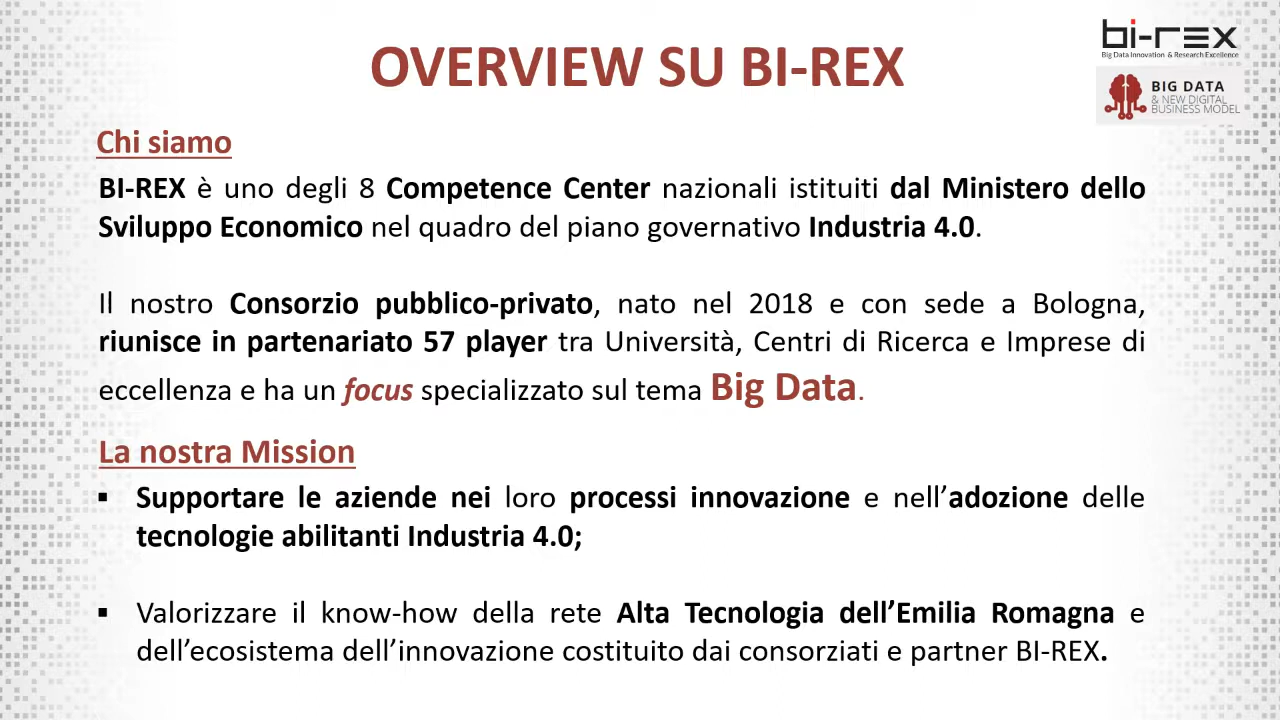 OVERVIEW SU BI-REX
bi-rex
Big Data Innovation & Research Excellence
BIG DATA
& NEW DIGITAL
BUSINESS MODEL
Chi siamo
BI-REX è uno degli 8 Competence Center nazionali istituiti dal Ministero dello
Sviluppo Economico nel quadro del piano governativo Industria 4.0.
Il nostro Consorzio pubblico-privato, nato nel 2018 e con sede a Bologna,
riunisce in partenariato 57 player tra Università, Centri di Ricerca e Imprese di
eccellenza e ha un focus specializzato sul tema Big Data.
La nostra Mission
▪ Supportare le aziende nei loro processi innovazione e nell’adozione delle
tecnologie abilitanti Industria 4.0;
▪ Valorizzare il know-how della rete Alta Tecnologia dell’Emilia Romagna e
dell’ecosistema dell’innovazione costituito dai consorziati e partner BI-REX.